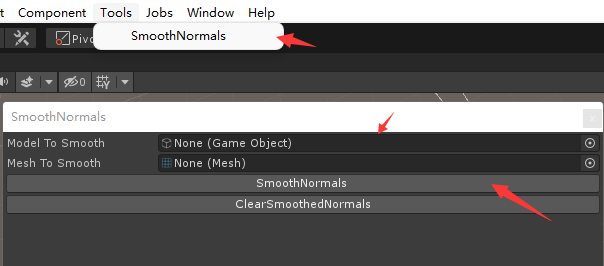 t Component Tools Jobs Window Help
SmoothNormals
Pivo
0
SmoothNormals
Model To Smooth None (Game Object)
Mesh To Smooth None (Mesh)
SmoothNormals
ClearSmoothedNormals